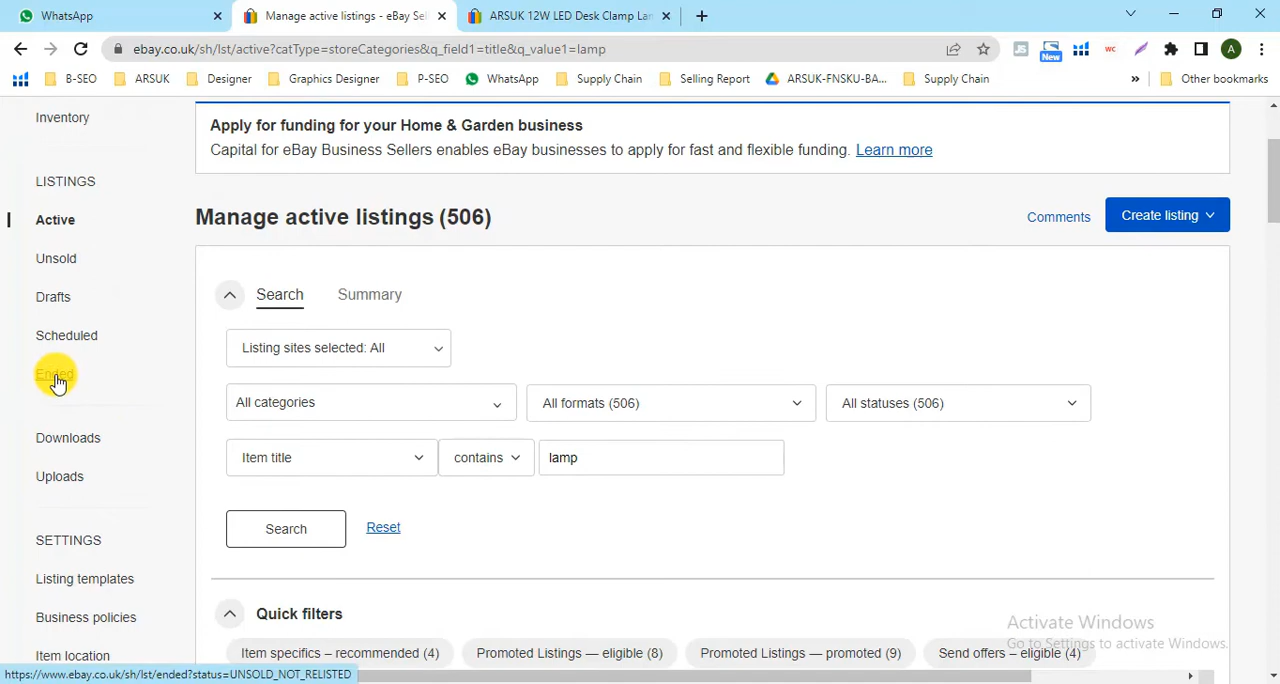 WhatsApp
Manage active listings - eBay Sel
ARSUK 12W LED Desk Clamp Lan
ebay.co.uk/sh/lst/active?catType=storeCategories&q_field1=title&q_value1=lamp
JS
New
WC
A
B-SEO
ARSUK
Designer
Graphics Designer
P-SEO
WhatsApp
Supply Chain
Selling Report
ARSUK-FNSKU-BA...
Supply Chain
»
Other bookmarks
Inventory
LISTINGS
Active
Unsold
Drafts
Scheduled
Ended
Downloads
Uploads
SETTINGS
Listing templates
Business policies
Item location
Apply for funding for your Home & Garden business
Capital for eBay Business Sellers enables eBay businesses to apply for fast and flexible funding. Learn more
Manage active listings (506)
Comments
Create listing
Search Summary
Listing sites selected: All
All categories
All formats (506)
All statuses (506)
Item title
contains
lamp
Search
Reset
Quick filters
Item specifics – recommended (4)
Promoted Listings — eligible (8)
Promoted Listings — promoted (9)
Send offers – eligible (4)
Activate Windows
Go to Settings to activate Windows.
https://www.ebay.co.uk/sh/lst/ended?status=UNSOLD_NOT_RELISTED